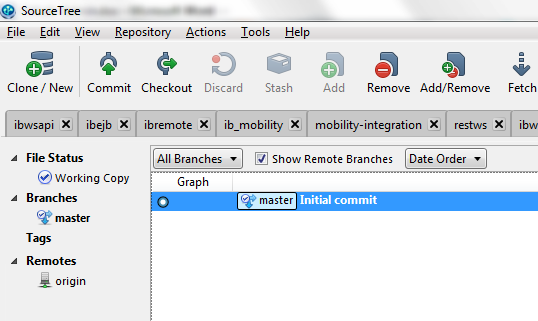 SourceTree
File Edit View Repository Actions Tools Help
Clone / New Commit Checkout Discard Stash Add Remove Add/Remove Fetch
ibwsapi ibejb ibremote ib_mobility mobility-integration restws ibw
File Status
Working Copy
Branches
master
Tags
Remotes
origin
All Branches Show Remote Branches Date Order
Graph
master Initial commit